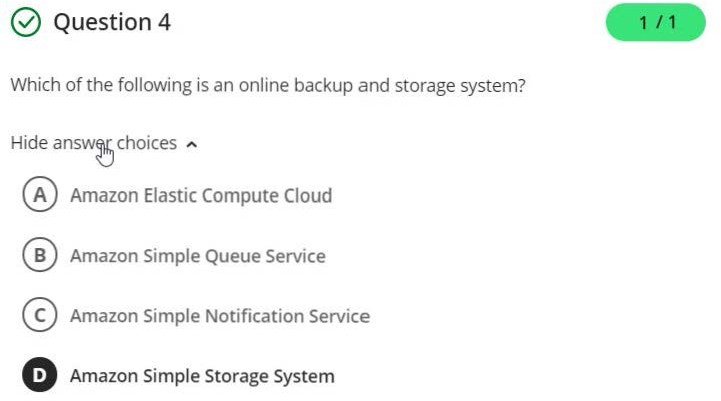 Question 4
1 / 1
Which of the following is an online backup and storage system?
Hide answer choices
A Amazon Elastic Compute Cloud
B Amazon Simple Queue Service
C Amazon Simple Notification Service
D Amazon Simple Storage System